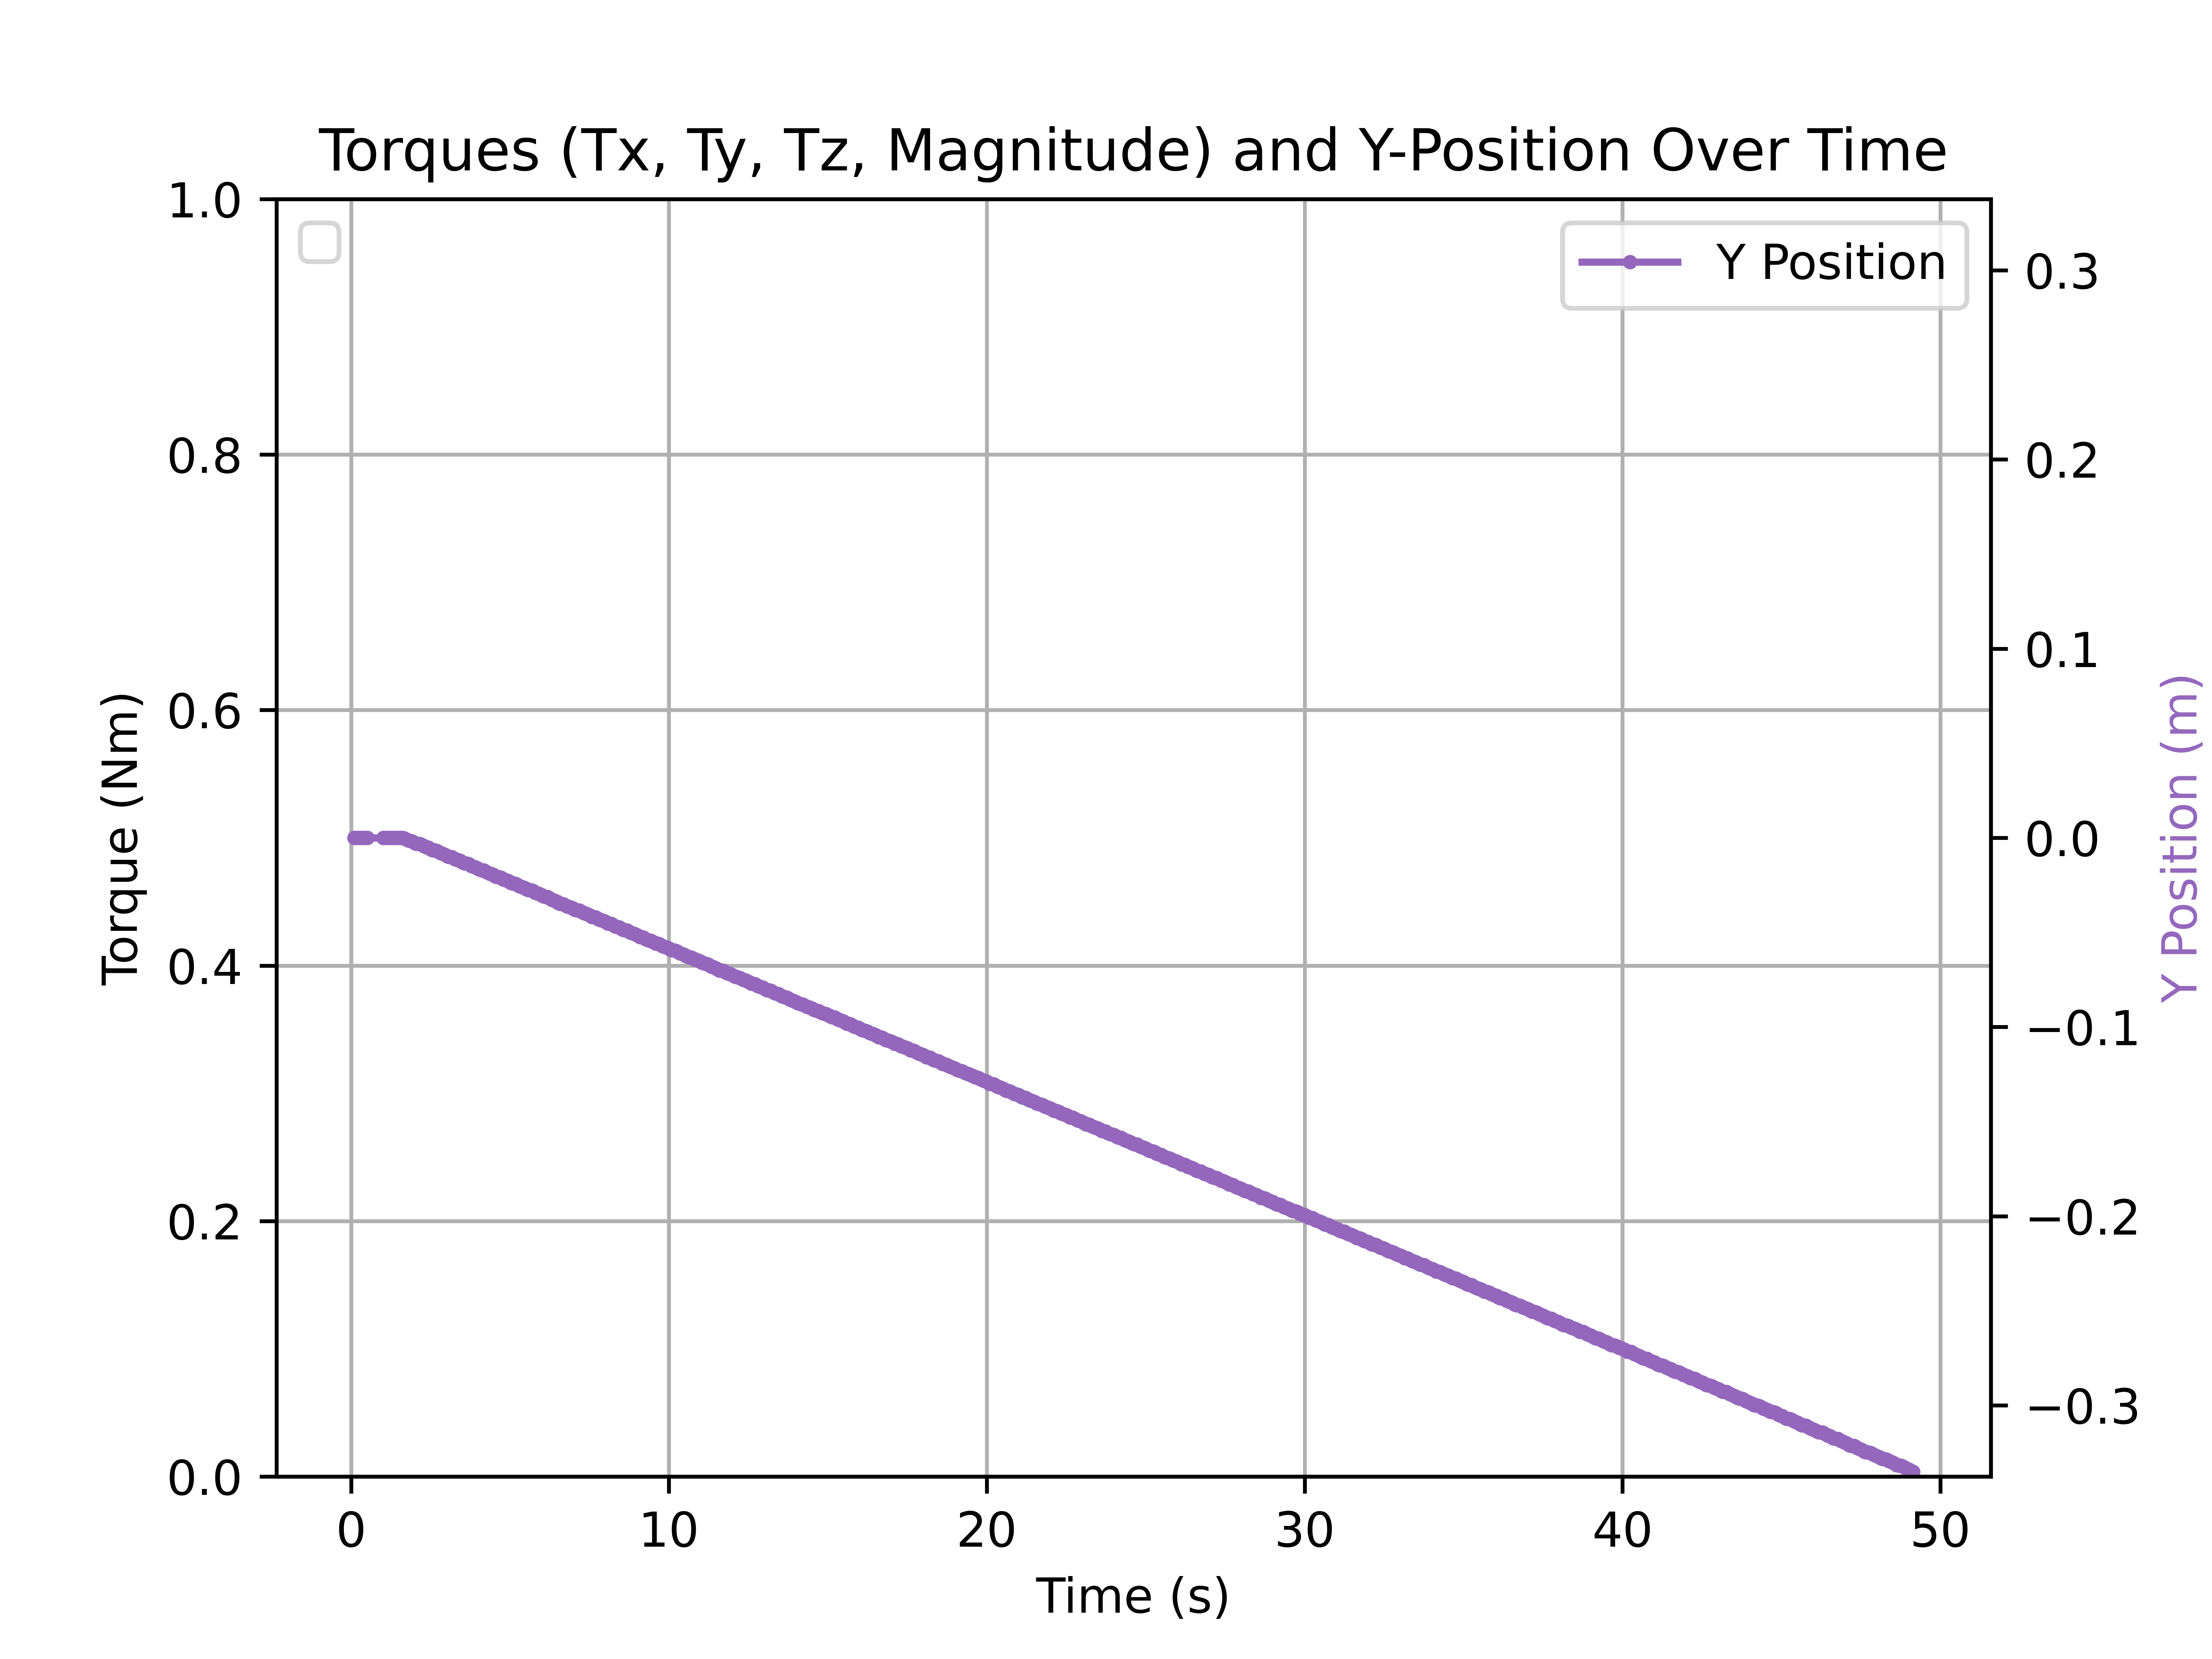 Torques (Tx, Ty, Tz, Magnitude) and Y-Position Over Time
Y Position
1.0
0.8
0.6
0.4
0.2
0.0
Torque (Nm)
0.3
0.2
0.1
0.0
−0.1
−0.2
−0.3
Y Position (m)
0 10 20 30 40 50
Time (s)